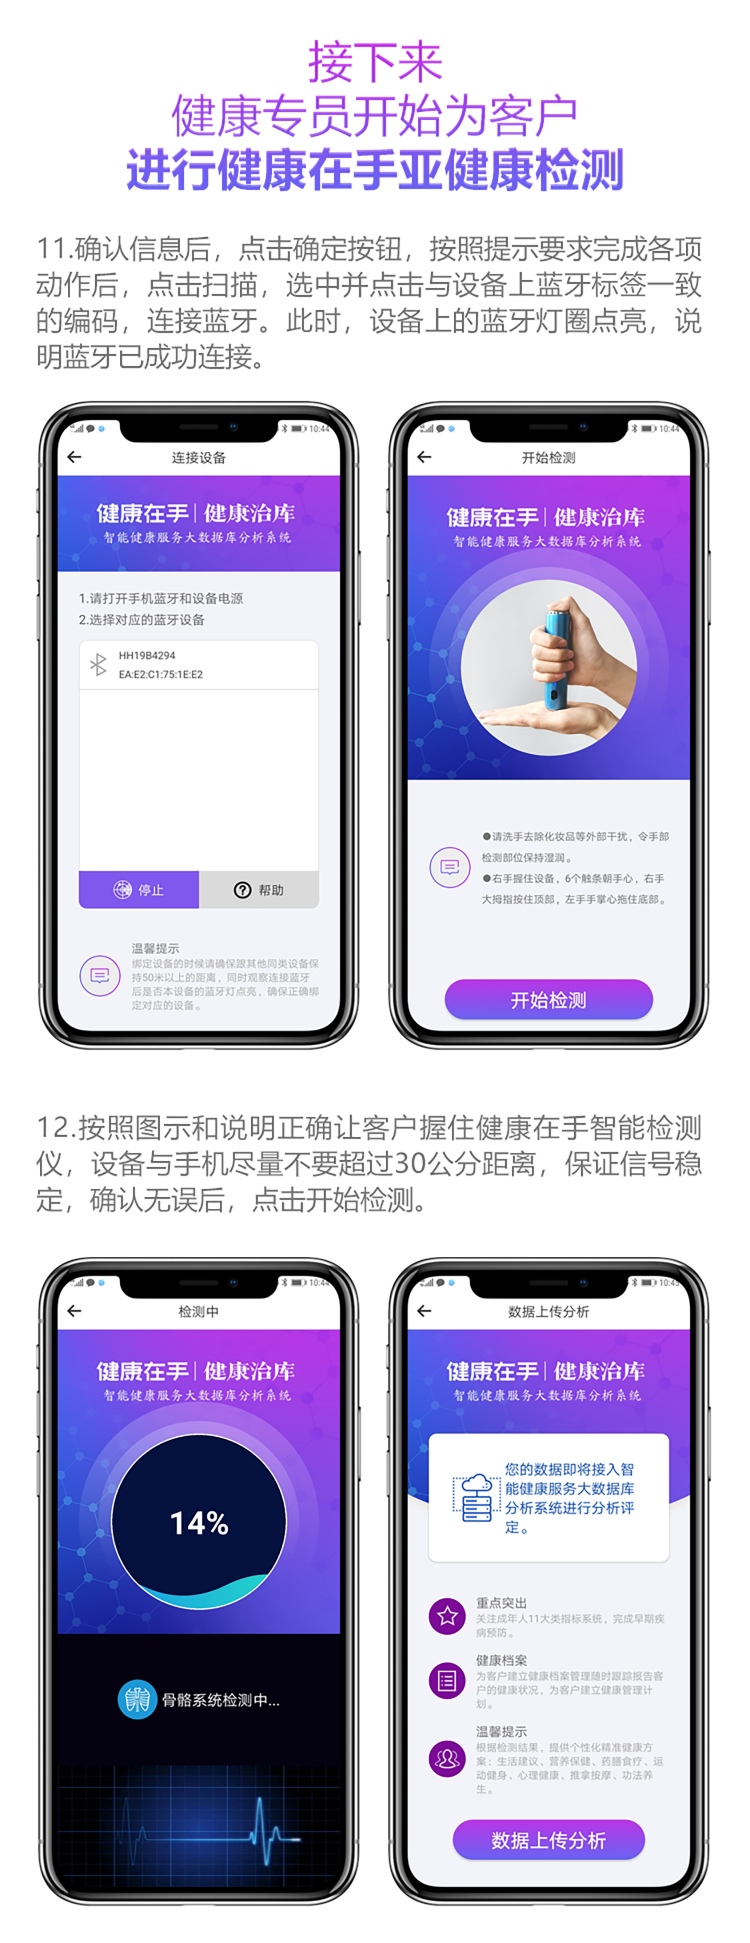 接下来
健康专员开始为客户
进行健康在手亚健康检测
11.确认信息后，点击确定按钮，按照提示要求完成各项
动作后，点击扫描，选中并点击与设备上蓝牙标签一致
的编码，连接蓝牙。此时，设备上的蓝牙灯圈点亮，说
明蓝牙已成功连接。
10:44
连接设备
健康在手|健康治库
智能健康服务大数据库分析系统
1.请打开手机蓝牙和设备电源
2.选择对应的蓝牙设备
HH19B4294
EA:E2:C1:75:1E:E2
停止
帮助
温馨提示
绑定设备的时候请确保跟其他同类设备保
持50米以上的距离，同时观察连接蓝牙
后是否本设备的蓝牙灯点亮，确保正确绑
定对应的设备。
10:44
开始检测
健康在手|健康治库
智能健康服务大数据库分析系统
●请洗手去除化妆品等外部干扰，令手部
检测部位保持湿润。
●右手握住设备，6个触条朝手心，右手
大拇指按住顶部，左手手掌心拖住底部。
开始检测
12.按照图示和说明正确让客户握住健康在手智能检测
仪，设备与手机尽量不要超过30公分距离，保证信号稳
定，确认无误后，点击开始检测。
10:44
检测中
健康在手|健康治库
智能健康服务大数据库分析系统
14%
骨骼系统检测中...
10:45
数据上传分析
健康在手|健康治库
智能健康服务大数据库分析系统
您的数据即将接入智
能健康服务大数据库
分析系统进行分析评
定。
重点突出
关注成年人11大类指标系统，完成早期疾
病预防。
健康档案
为客户建立健康档案管理随时跟踪报告客
户的健康状况，为客户建立健康管理计
划。
温馨提示
根据检测结果，提供个性化精准健康方
案：生活建议、营养保健、药膳食疗、运
动健身、心理健康、推拿按摩、功法养
生。
数据上传分析